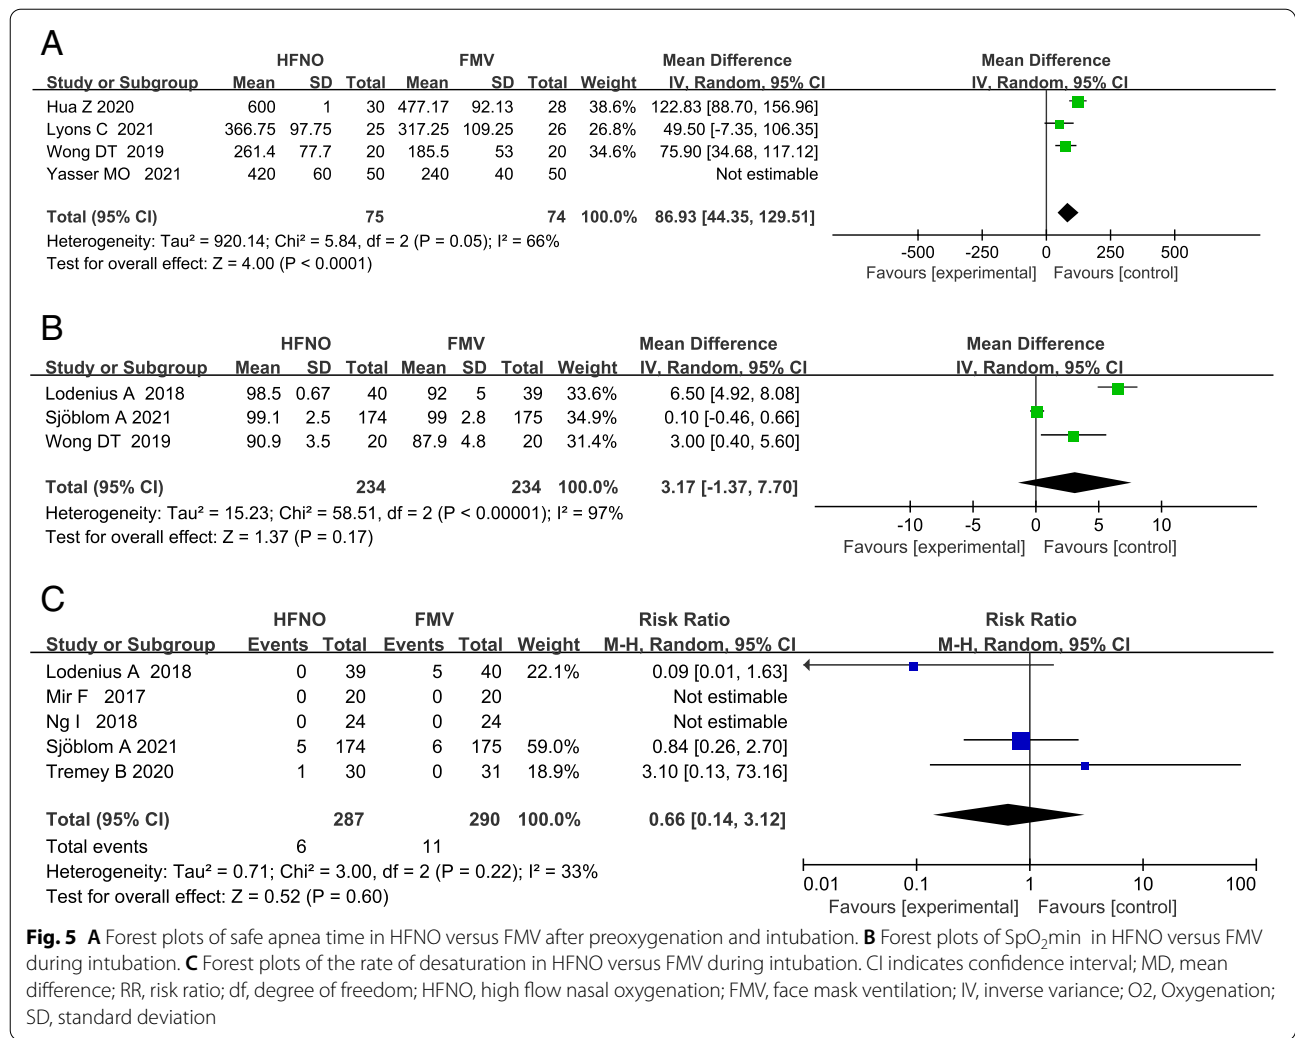 A
HFNO FMV Mean Difference Mean Difference
Study or Subgroup Mean SD Total Mean SD Total Weight IV, Random, 95% CI IV, Random, 95% CI
Hua Z 2020 600 1 30 477.17 92.13 28 38.6% 122.83 [88.70, 156.96]
Lyons C 2021 366.75 97.75 25 317.25 109.25 26 26.8% 49.50 [-7.35, 106.35]
Wong DT 2019 261.4 77.7 20 185.5 53 20 34.6% 75.90 [34.68, 117.12]
Yasser MO 2021 420 60 50 240 40 50 Not estimable
Total (95% CI) 75 74 100.0% 86.93 [44.35, 129.51]
Heterogeneity: Tau² = 920.14; Chi² = 5.84, df = 2 (P = 0.05); I² = 66%
Test for overall effect: Z = 4.00 (P < 0.0001)
-500 -250 0 250 500
Favours [experimental] Favours [control]
B
HFNO FMV Mean Difference Mean Difference
Study or Subgroup Mean SD Total Mean SD Total Weight IV, Random, 95% CI IV, Random, 95% CI
Lodenius A 2018 98.5 0.67 40 92 5 39 33.6% 6.50 [4.92, 8.08]
Sjöblom A 2021 99.1 2.5 174 99 2.8 175 34.9% 0.10 [-0.46, 0.66]
Wong DT 2019 90.9 3.5 20 87.9 4.8 20 31.4% 3.00 [0.40, 5.60]
Total (95% CI) 234 234 100.0% 3.17 [-1.37, 7.70]
Heterogeneity: Tau² = 15.23; Chi² = 58.51, df = 2 (P < 0.00001); I² = 97%
Test for overall effect: Z = 1.37 (P = 0.17)
-10 -5 0 5 10
Favours [experimental] Favours [control]
C
HFNO FMV Risk Ratio Risk Ratio
Study or Subgroup Events Total Events Total Weight M-H, Random, 95% CI M-H, Random, 95% CI
Lodenius A 2018 0 39 5 40 22.1% 0.09 [0.01, 1.63]
Mir F 2017 0 20 0 20 Not estimable
Ng I 2018 0 24 0 24 Not estimable
Sjöblom A 2021 5 174 6 175 59.0% 0.84 [0.26, 2.70]
Tremey B 2020 1 30 0 31 18.9% 3.10 [0.13, 73.16]
Total (95% CI) 287 290 100.0% 0.66 [0.14, 3.12]
Total events 6 11
Heterogeneity: Tau² = 0.71; Chi² = 3.00, df = 2 (P = 0.22); I² = 33%
Test for overall effect: Z = 0.52 (P = 0.60)
0.01 0.1 1 10 100
Favours [experimental] Favours [control]
Fig. 5 A Forest plots of safe apnea time in HFNO versus FMV after preoxygenation and intubation. B Forest plots of SpO₂min in HFNO versus FMV
during intubation. C Forest plots of the rate of desaturation in HFNO versus FMV during intubation. CI indicates confidence interval; MD, mean
difference; RR, risk ratio; df, degree of freedom; HFNO, high flow nasal oxygenation; FMV, face mask ventilation; IV, inverse variance; O2, Oxygenation;
SD, standard deviation